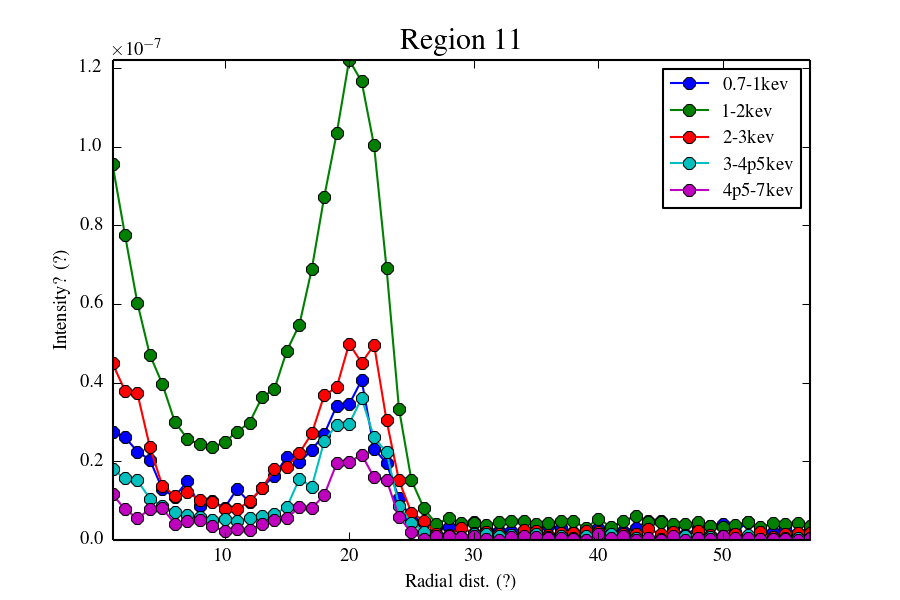 Region 11
×10⁻⁷
1.2
1.0
0.8
0.6
0.4
0.2
0.0
Intensity? (?)
0.7-1kev
1-2kev
2-3kev
3-4p5kev
4p5-7kev
10
20
30
40
50
Radial dist. (?)